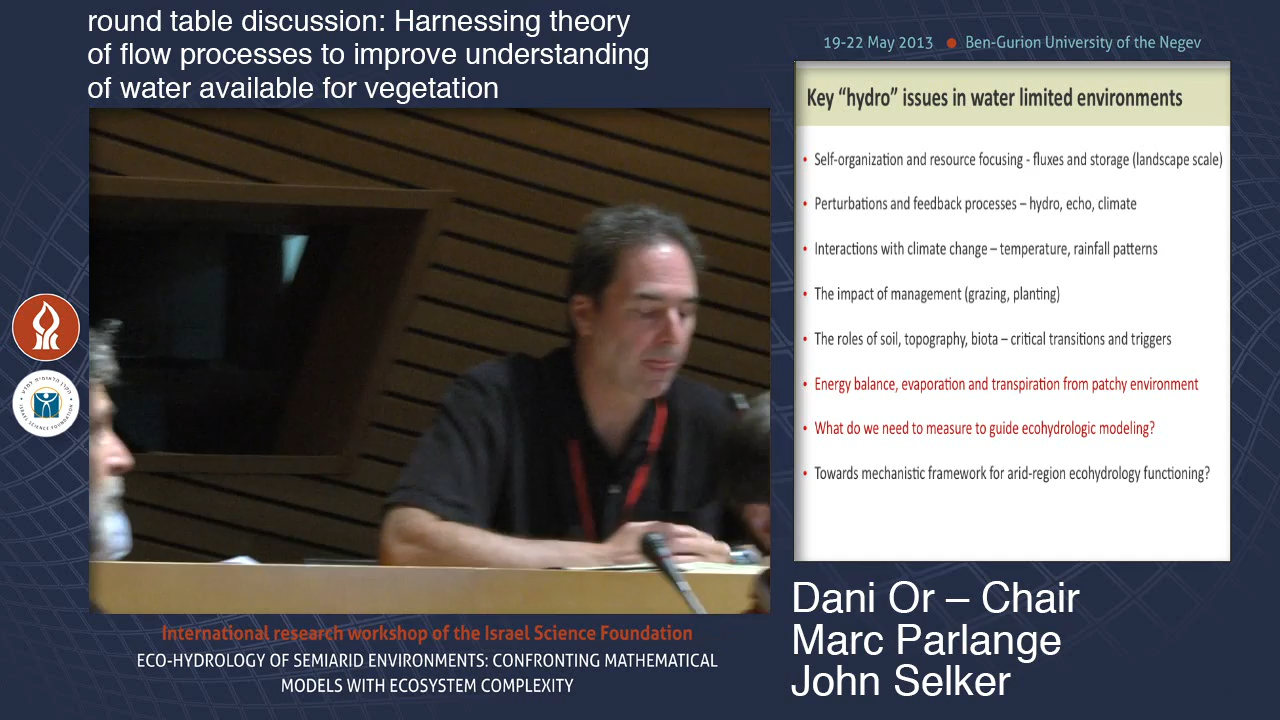 round table discussion: Harnessing theory
of flow processes to improve understanding
of water available for vegetation
19-22 May 2013 ● Ben-Gurion University of the Negev
Key “hydro” issues in water limited environments
• Self-organization and resource focusing - fluxes and storage (landscape scale)
• Perturbations and feedback processes – hydro, echo, climate
• Interactions with climate change – temperature, rainfall patterns
• The impact of management (grazing, planting)
• The roles of soil, topography, biota – critical transitions and triggers
• Energy balance, evaporation and transpiration from patchy environment
• What do we need to measure to guide ecohydrologic modeling?
• Towards mechanistic framework for arid-region ecohydrology functioning?
Dani Or – Chair
Marc Parlange
John Selker
International research workshop of the Israel Science Foundation
ECO-HYDROLOGY OF SEMIARID ENVIRONMENTS: CONFRONTING MATHEMATICAL
MODELS WITH ECOSYSTEM COMPLEXITY
ISRAEL SCIENCE FOUNDATION